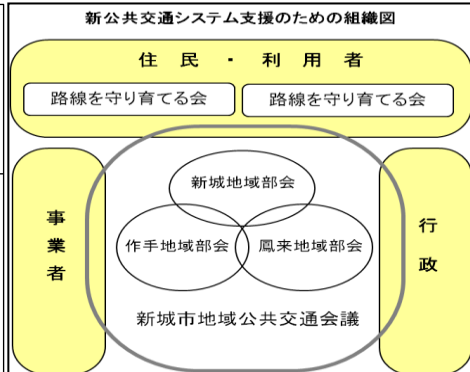 新公共交通システム支援のための組織図
住民・利用者
路線を守り育てる会
路線を守り育てる会
事業者
新城地域部会
作手地域部会
鳳来地域部会
行政
新城市地域公共交通会議